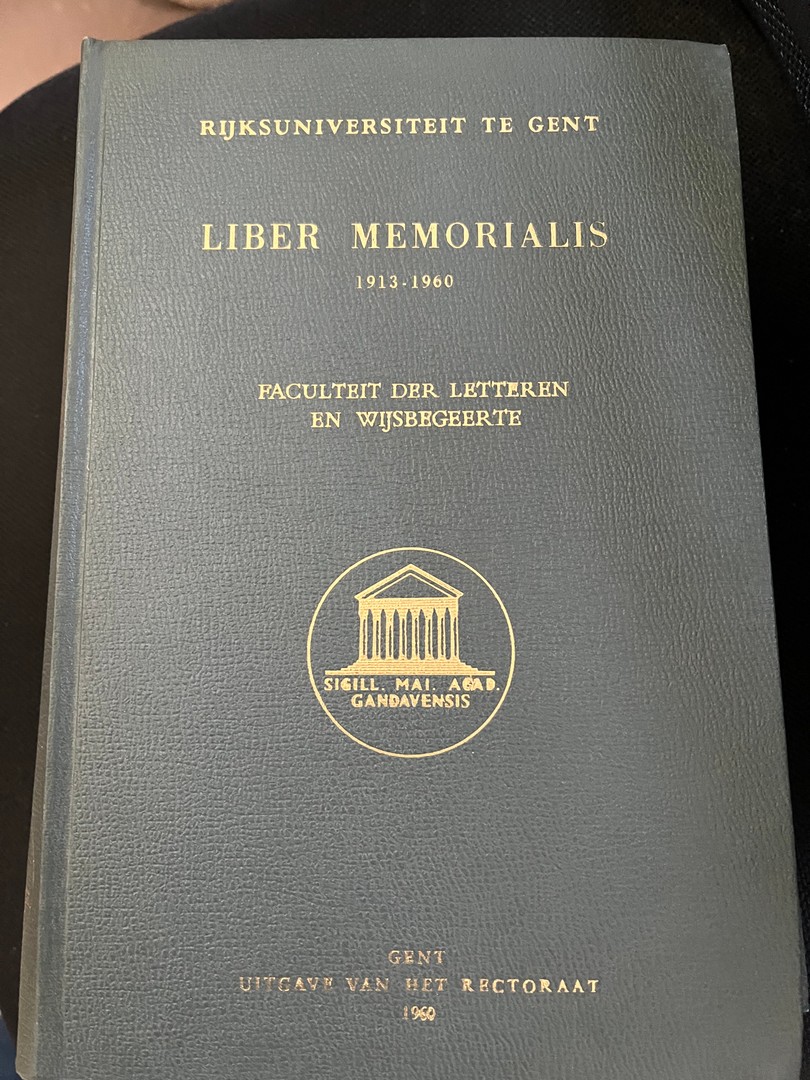 RIJKSUNIVERSITEIT TE GENT
LIBER MEMORIALIS
1913-1960
FACULTEIT DER LETTEREN
EN WIJSBEGEERTE
SIGILL. MAI. ACAD.
GANDAVENSIS
GENT
UITGAVE VAN HET RECTORAAT
1960